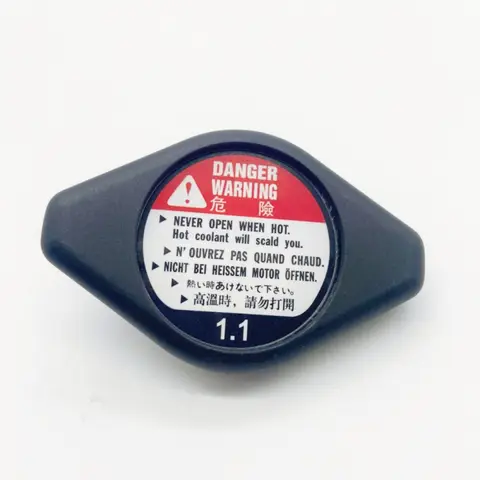 DANGER
WARNING
危 險
▶ NEVER OPEN WHEN HOT.
Hot coolant will scald you.
▶ N'OUVREZ PAS QUAND CHAUD.
▶ NICHT BEI HEISSEM MOTOR ÖFFNEN.
▶ 熱い時あけないで下さい。
▶ 高溫時，請勿打開
1.1